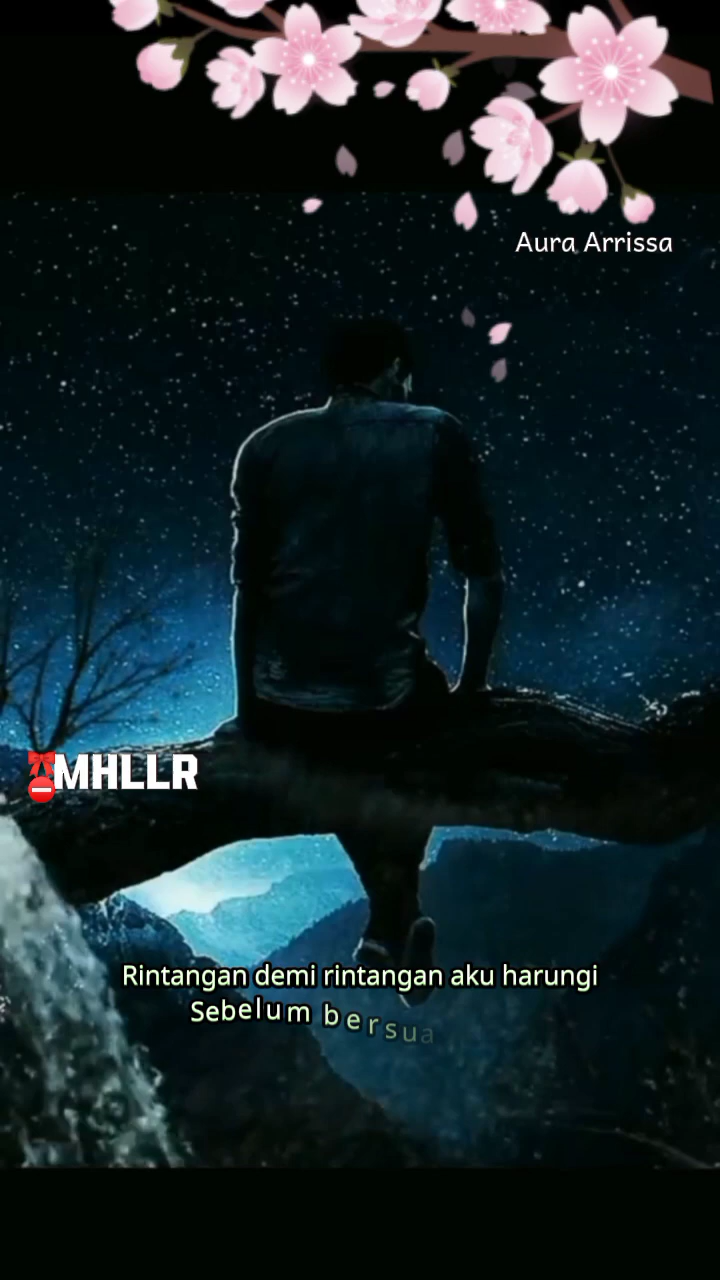 Aura Arrissa
MHLLR
Rintangan demi rintangan aku harungi
Sebelum bersua